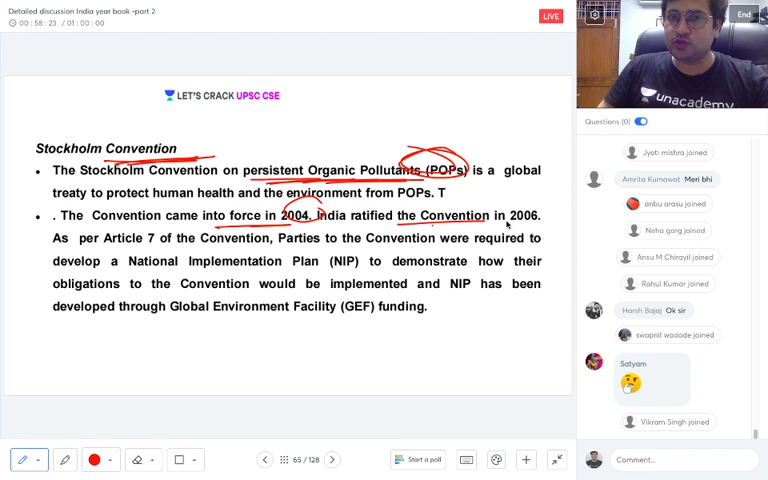 Detailed discussion India year book -part 2
00 : 58 : 23 / 01 : 00 : 00
LIVE
End
LET'S CRACK UPSC CSE
Stockholm Convention
• The Stockholm Convention on persistent Organic Pollutants (POPs) is a global
treaty to protect human health and the environment from POPs. T
• . The Convention came into force in 2004. India ratified the Convention in 2006.
As per Article 7 of the Convention, Parties to the Convention were required to
develop a National Implementation Plan (NIP) to demonstrate how their
obligations to the Convention would be implemented and NIP has been
developed through Global Environment Facility (GEF) funding.
unacademy
Questions (0)
Jyoti mishra joined
Amrita Kumawat Meri bhi
anbu arasu joined
Neha garg joined
Ansu M Chirayil joined
Rahul Kumar joined
Harsh Bajaj Ok sir
swapnil wadode joined
Satyam
Vikram Singh joined
65 / 128
Start a poll
Comment...